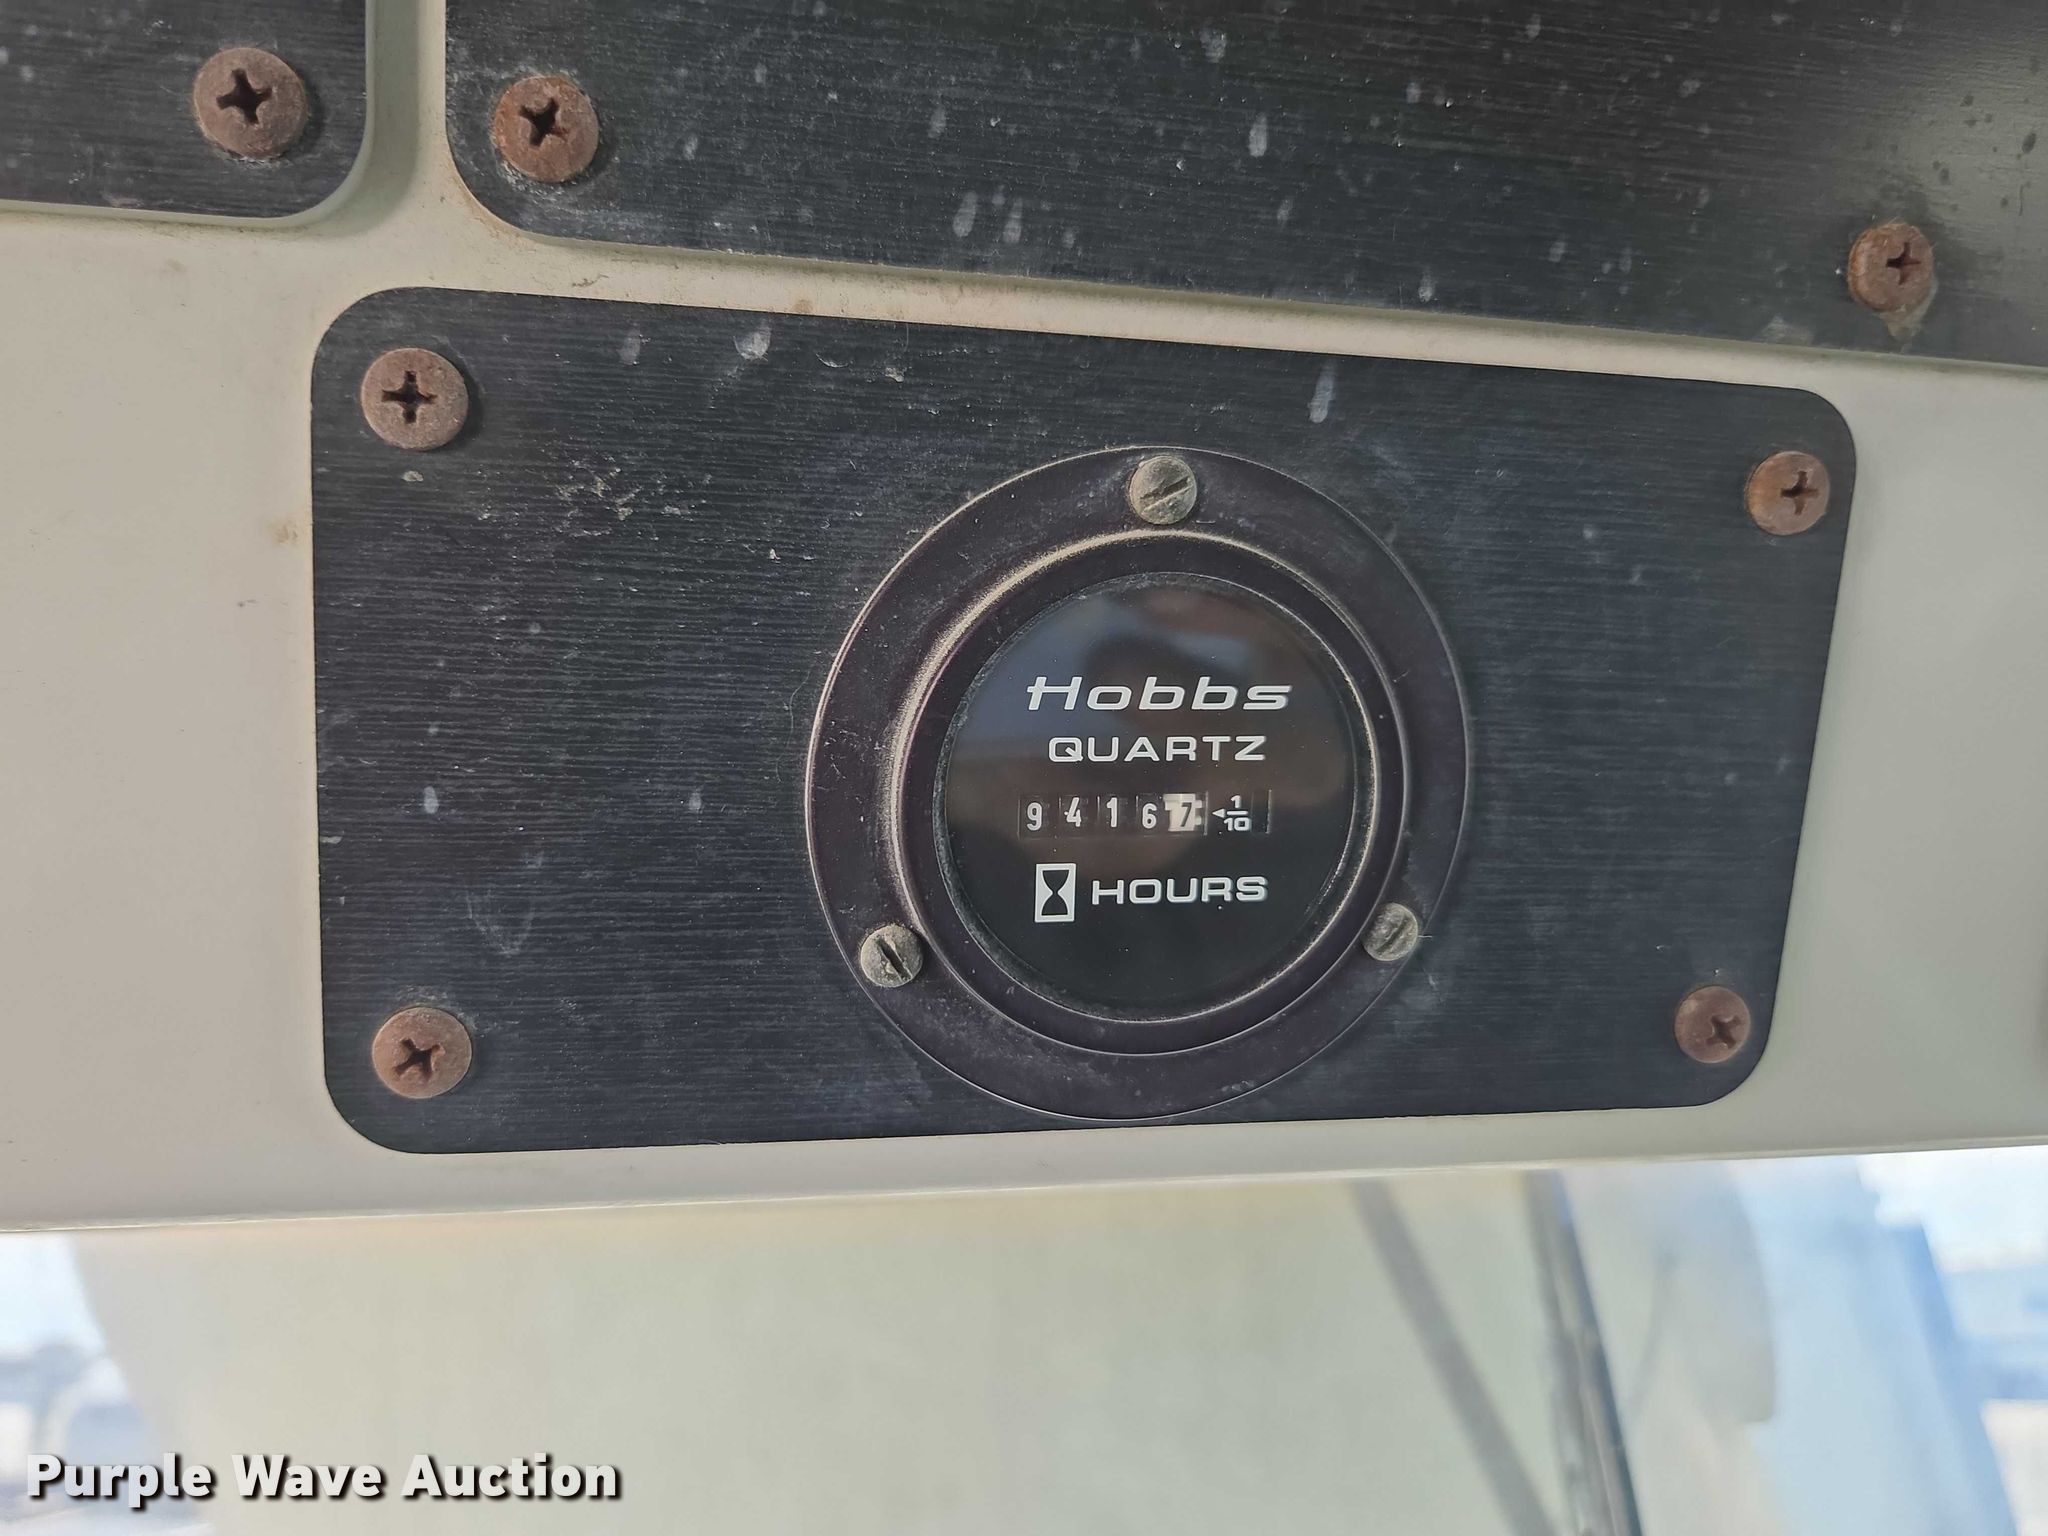 Hobbs
QUARTZ
9 4 1 6 7 ◄1/10
HOURS
Purple Wave Auction